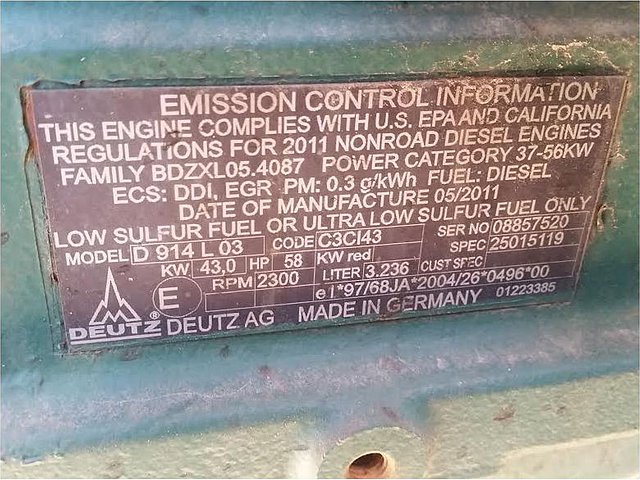 EMISSION CONTROL INFORMATION
THIS ENGINE COMPLIES WITH U.S. EPA AND CALIFORNIA
REGULATIONS FOR 2011 NONROAD DIESEL ENGINES
FAMILY BDZXL05.4087 POWER CATEGORY 37-56KW
ECS: DDI, EGR PM: 0.3 g/kWh FUEL: DIESEL
DATE OF MANUFACTURE 05/2011
LOW SULFUR FUEL OR ULTRA LOW SULFUR FUEL ONLY
MODEL D 914 L 03 CODE C3CI43 SER NO 08857520
KW 43,0 HP 58 KW red SPEC 25015119
RPM 2300 LITER 3.236 CUST SPEC
E e1*97/68JA*2004/26*0496*00
DEUTZ® DEUTZ AG MADE IN GERMANY 01223385